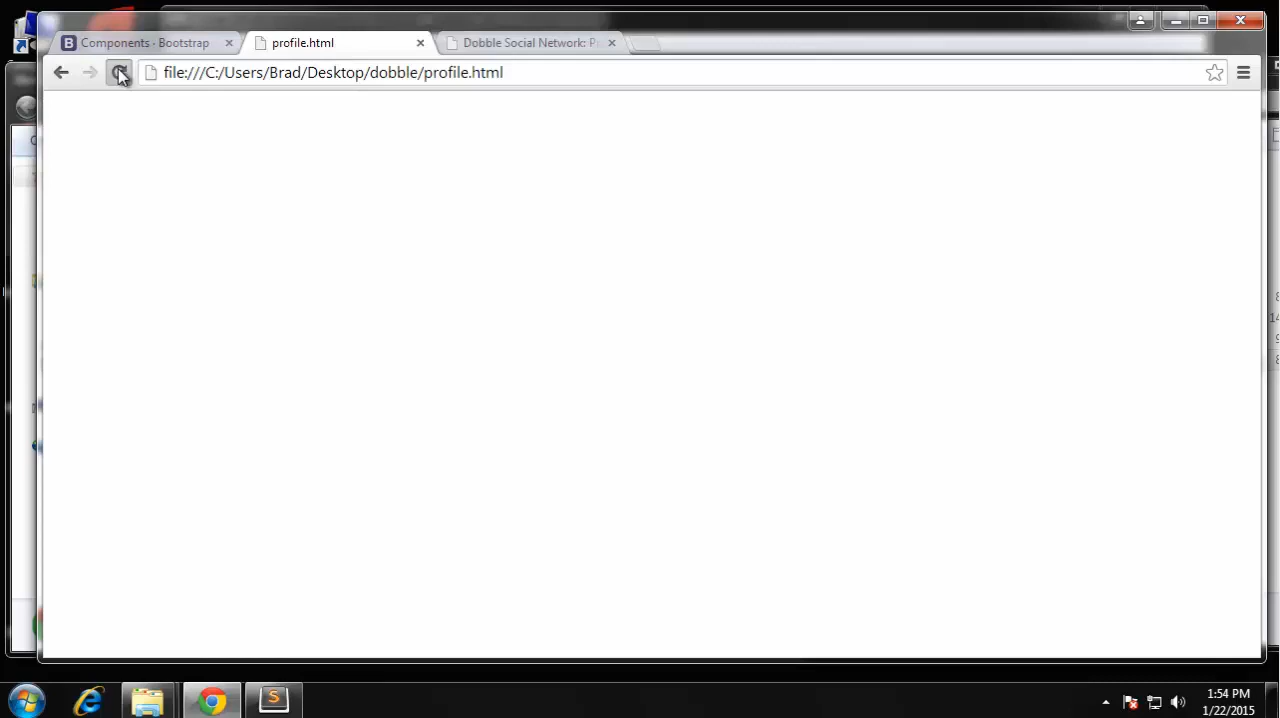 Components · Bootstrap
profile.html
Dobble Social Network: P
file:///C:/Users/Brad/Desktop/dobble/profile.html
1:54 PM
1/22/2015